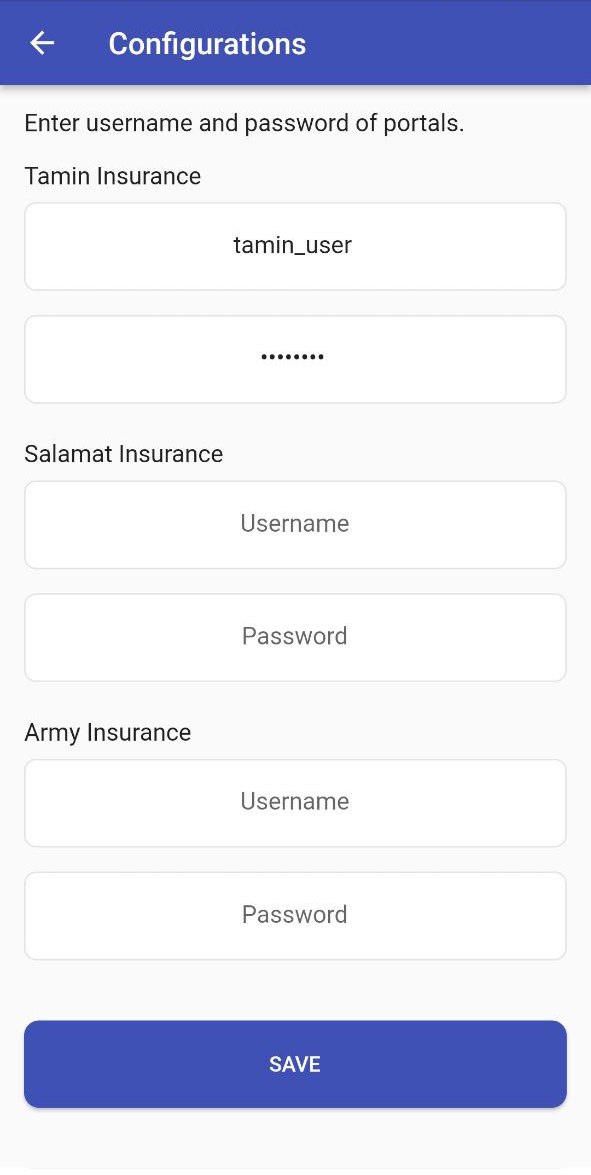 Configurations
Enter username and password of portals.
Tamin Insurance
tamin_user
••••••••
Salamat Insurance
Username
Password
Army Insurance
Username
Password
SAVE